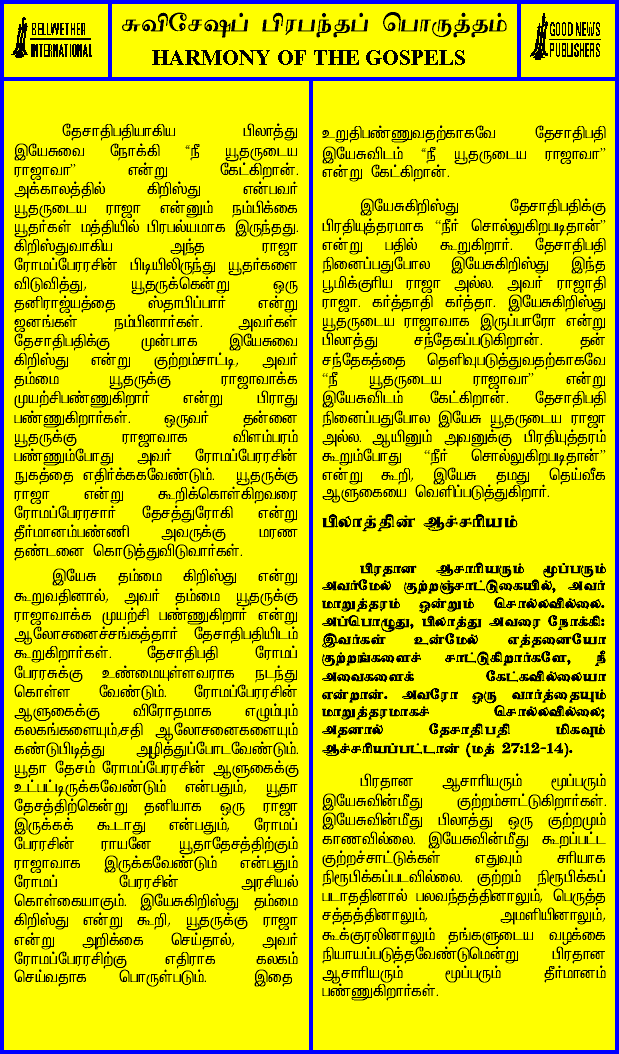 BELLWETHER
INTERNATIONAL
சுவிசேஷப் பிரபந்தப் பொருத்தம்
HARMONY OF THE GOSPELS
GOOD NEWS
PUBLISHERS
தேசாதிபதியாகிய பிலாத்து
இயேசுவை நோக்கி “நீ யூதருடைய
ராஜாவா” என்று கேட்கிறான்.
அக்காலத்தில் கிறிஸ்து என்பவர்
யூதருடைய ராஜா என்னும் நம்பிக்கை
யூதர்கள் மத்தியில் பிரபல்யமாக இருந்தது.
கிறிஸ்துவாகிய அந்த ராஜா
ரோமப்பேரரசின் பிடியிலிருந்து யூதர்களை
விடுவித்து, யூதருக்கென்று ஒரு
தனிராஜ்யத்தை ஸ்தாபிப்பார் என்று
ஜனங்கள் நம்பினார்கள். அவர்கள்
தேசாதிபதிக்கு முன்பாக இயேசுவை
கிறிஸ்து என்று குற்றம்சாட்டி, அவர்
தம்மை யூதருக்கு ராஜாவாக்க
முயற்சிபண்ணுகிறார் என்று பிராது
பண்ணுகிறார்கள். ஒருவர் தன்னை
யூதருக்கு ராஜாவாக விளம்பரம்
பண்ணும்போது அவர் ரோமப்பேரரசின்
நுகத்தை எதிர்க்ககவேண்டும். யூதருக்கு
ராஜா என்று கூறிக்கொள்கிறவரை
ரோமப்பேரரசார் தேசத்துரோகி என்று
தீர்மானம்பண்ணி அவருக்கு மரண
தண்டனை கொடுத்துவிடுவார்கள்.
இயேசு தம்மை கிறிஸ்து என்று
கூறுவதினால், அவர் தம்மை யூதருக்கு
ராஜாவாக்க முயற்சி பண்ணுகிறார் என்று
ஆலோசனைச்சங்கத்தார் தேசாதிபதியிடம்
கூறுகிறார்கள். தேசாதிபதி ரோமப்
பேரரசுக்கு உண்மையுள்ளவராக நடந்து
கொள்ள வேண்டும். ரோமப்பேரரசின்
ஆளுகைக்கு விரோதமாக எழும்பும்
கலகங்களையும்,சதி ஆலோசனைகளையும்
கண்டுபிடித்து அழித்துப்போடவேண்டும்.
யூதா தேசம் ரோமப்பேரரசின் ஆளுகைக்கு
உட்பட்டிருக்கவேண்டும் என்பதும், யூதா
தேசத்திற்கென்று தனியாக ஒரு ராஜா
இருக்கக் கூடாது என்பதும், ரோமப்
பேரரசின் ராயனே யூதாதேசத்திற்கும்
ராஜாவாக இருக்கவேண்டும் என்பதும்
ரோமப் பேரரசின் அரசியல்
கொள்கையாகும். இயேசுகிறிஸ்து தம்மை
கிறிஸ்து என்று கூறி, யூதருக்கு ராஜா
என்று அறிக்கை செய்தால், அவர்
ரோமப்பேரரசிற்கு எதிராக கலகம்
செய்வதாக பொருள்படும். இதை
உறுதிபண்ணுவதற்காகவே தேசாதிபதி
இயேசுவிடம் “நீ யூதருடைய ராஜாவா”
என்று கேட்கிறான்.
இயேசுகிறிஸ்து தேசாதிபதிக்கு
பிரதியுத்தரமாக “நீர் சொல்லுகிறபடிதான்”
என்று பதில் கூறுகிறார். தேசாதிபதி
நினைப்பதுபோல இயேசுகிறிஸ்து இந்த
பூமிக்குரிய ராஜா அல்ல. அவர் ராஜாதி
ராஜா. கர்த்தாதி கர்த்தா. இயேசுகிறிஸ்து
யூதருடைய ராஜாவாக இருப்பாரோ என்று
பிலாத்து சந்தேகப்படுகிறான். தன்
சந்தேகத்தை தெளிவுபடுத்துவதற்காகவே
“நீ யூதருடைய ராஜாவா” என்று
இயேசுவிடம் கேட்கிறான். தேசாதிபதி
நினைப்பதுபோல இயேசு யூதருடைய ராஜா
அல்ல. ஆயினும் அவனுக்கு பிரதியுத்தரம்
கூறும்போது “நீர் சொல்லுகிறபடிதான்”
என்று கூறி, இயேசு தமது தெய்வீக
ஆளுகையை வெளிப்படுத்துகிறார்.
பிலாத்தின் ஆச்சரியம்
பிரதான ஆசாரியரும் மூப்பரும்
அவர்மேல் குற்றஞ்சாட்டுகையில், அவர்
மாறுத்தரம் ஒன்றும் சொல்லவில்லை.
அப்பொழுது, பிலாத்து அவரை நோக்கி:
இவர்கள் உன்மேல் எத்தனையோ
குற்றங்களைச் சாட்டுகிறார்களே, நீ
அவைகளைக் கேட்கவில்லையா
என்றான். அவரோ ஒரு வார்த்தையும்
மாறுத்தரமாகச் சொல்லவில்லை;
அதனால் தேசாதிபதி மிகவும்
ஆச்சரியப்பட்டான் (மத் 27:12-14).
பிரதான ஆசாரியரும் மூப்பரும்
இயேசுவின்மீது குற்றம்சாட்டுகிறார்கள்.
இயேசுவின்மீது பிலாத்து ஒரு குற்றமும்
காணவில்லை. இயேசுவின்மீது கூறப்பட்ட
குற்றச்சாட்டுக்கள் எதுவும் சரியாக
நிரூபிக்கப்படவில்லை. குற்றம் நிரூபிக்கப்
படாததினால் பலவந்தத்தினாலும், பெருத்த
சத்தத்தினாலும், அமளியினாலும்,
கூக்குரலினாலும் தங்களுடைய வழக்கை
நியாயப்படுத்தவேண்டுமென்று பிரதான
ஆசாரியரும் மூப்பரும் தீர்மானம்
பண்ணுகிறார்கள்.